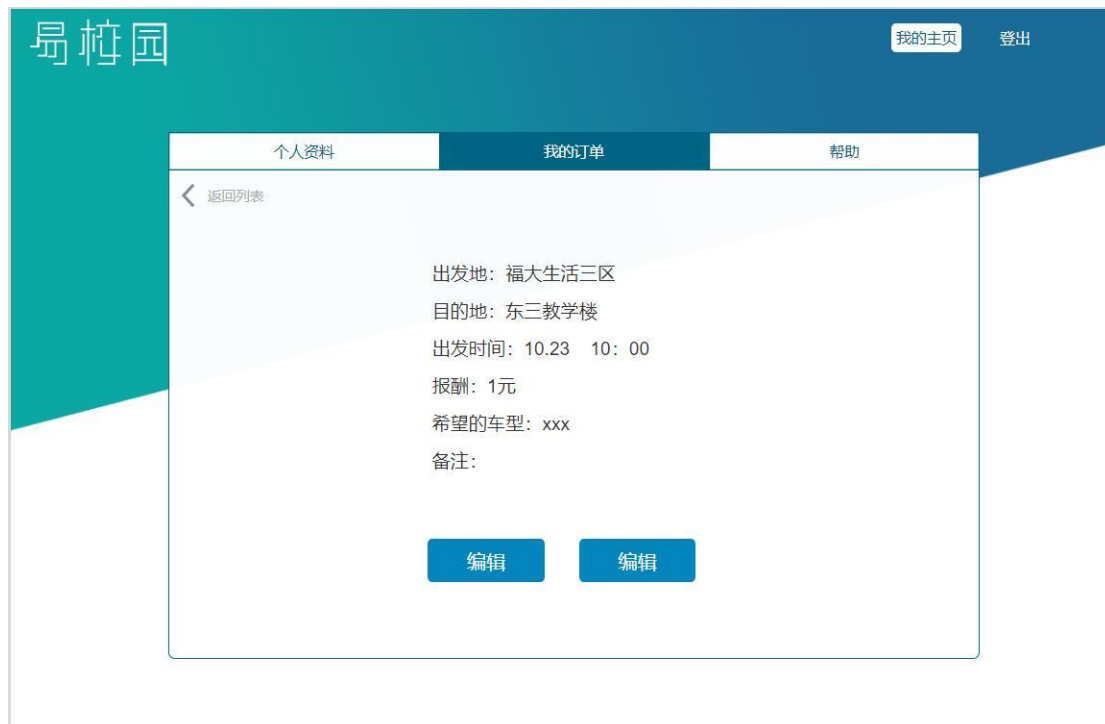 易校园
我的主页 登出
个人资料 我的订单 帮助
返回列表
出发地：福大生活三区
目的地：东三教学楼
出发时间：10.23 10：00
报酬：1元
希望的车型：xxx
备注：
编辑 编辑